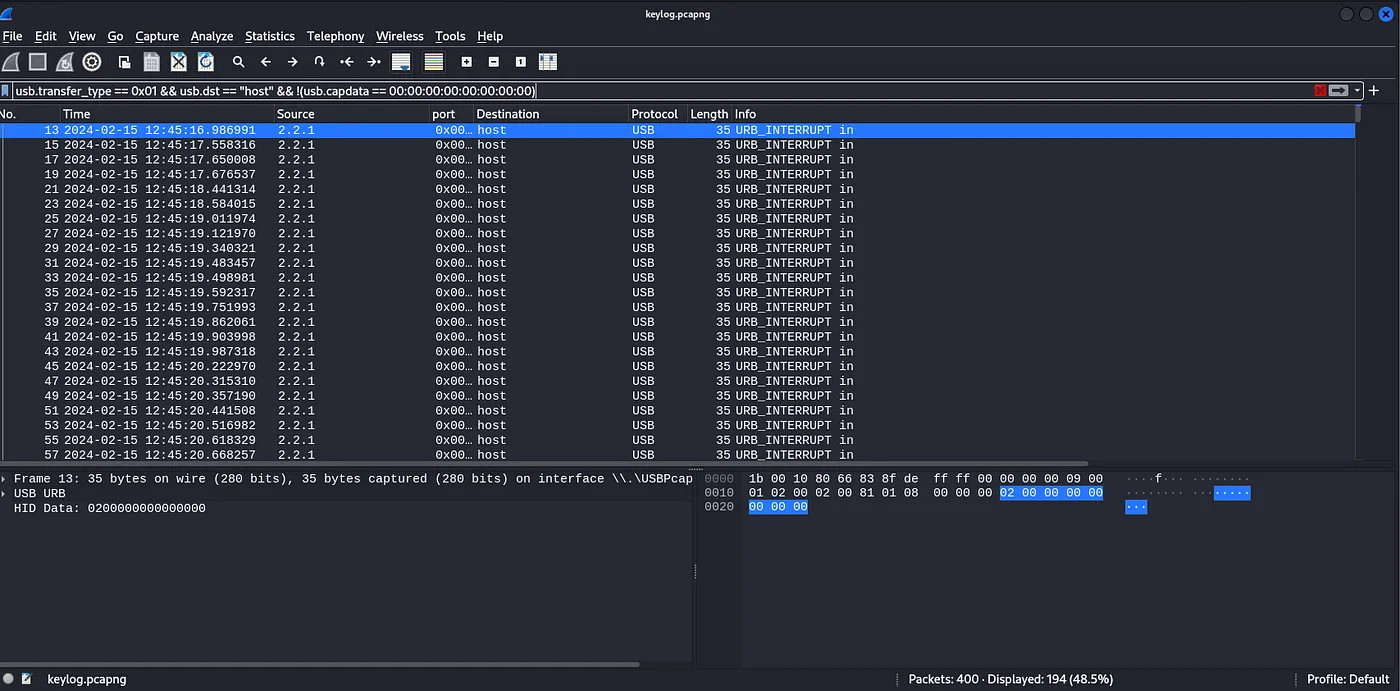 keylog.pcapng
File Edit View Go Capture Analyze Statistics Telephony Wireless Tools Help
usb.transfer_type == 0x01 && usb.dst == "host" && !(usb.capdata == 00:00:00:00:00:00:00:00)
No. Time Source port Destination Protocol Length Info
13 2024-02-15 12:45:16.986991 2.2.1 0x00… host USB 35 URB_INTERRUPT in
15 2024-02-15 12:45:17.558316 2.2.1 0x00… host USB 35 URB_INTERRUPT in
17 2024-02-15 12:45:17.650008 2.2.1 0x00… host USB 35 URB_INTERRUPT in
19 2024-02-15 12:45:17.676537 2.2.1 0x00… host USB 35 URB_INTERRUPT in
21 2024-02-15 12:45:18.441314 2.2.1 0x00… host USB 35 URB_INTERRUPT in
23 2024-02-15 12:45:18.584015 2.2.1 0x00… host USB 35 URB_INTERRUPT in
25 2024-02-15 12:45:19.011974 2.2.1 0x00… host USB 35 URB_INTERRUPT in
27 2024-02-15 12:45:19.121970 2.2.1 0x00… host USB 35 URB_INTERRUPT in
29 2024-02-15 12:45:19.340321 2.2.1 0x00… host USB 35 URB_INTERRUPT in
31 2024-02-15 12:45:19.483457 2.2.1 0x00… host USB 35 URB_INTERRUPT in
33 2024-02-15 12:45:19.498981 2.2.1 0x00… host USB 35 URB_INTERRUPT in
35 2024-02-15 12:45:19.592317 2.2.1 0x00… host USB 35 URB_INTERRUPT in
37 2024-02-15 12:45:19.751993 2.2.1 0x00… host USB 35 URB_INTERRUPT in
39 2024-02-15 12:45:19.862061 2.2.1 0x00… host USB 35 URB_INTERRUPT in
41 2024-02-15 12:45:19.903998 2.2.1 0x00… host USB 35 URB_INTERRUPT in
43 2024-02-15 12:45:19.987318 2.2.1 0x00… host USB 35 URB_INTERRUPT in
45 2024-02-15 12:45:20.222970 2.2.1 0x00… host USB 35 URB_INTERRUPT in
47 2024-02-15 12:45:20.315310 2.2.1 0x00… host USB 35 URB_INTERRUPT in
49 2024-02-15 12:45:20.357190 2.2.1 0x00… host USB 35 URB_INTERRUPT in
51 2024-02-15 12:45:20.441508 2.2.1 0x00… host USB 35 URB_INTERRUPT in
53 2024-02-15 12:45:20.516982 2.2.1 0x00… host USB 35 URB_INTERRUPT in
55 2024-02-15 12:45:20.618329 2.2.1 0x00… host USB 35 URB_INTERRUPT in
57 2024-02-15 12:45:20.668257 2.2.1 0x00… host USB 35 URB_INTERRUPT in
Frame 13: 35 bytes on wire (280 bits), 35 bytes captured (280 bits) on interface \\.\USBPcap
USB URB
HID Data: 0200000000000000
0000 1b 00 10 80 66 83 8f de ff ff 00 00 00 00 09 00 ····f··· ········
0010 01 02 00 02 00 81 01 08 00 00 00 02 00 00 00 00 ········ ········
0020 00 00 00 ···
keylog.pcapng
Packets: 400 · Displayed: 194 (48.5%)
Profile: Default